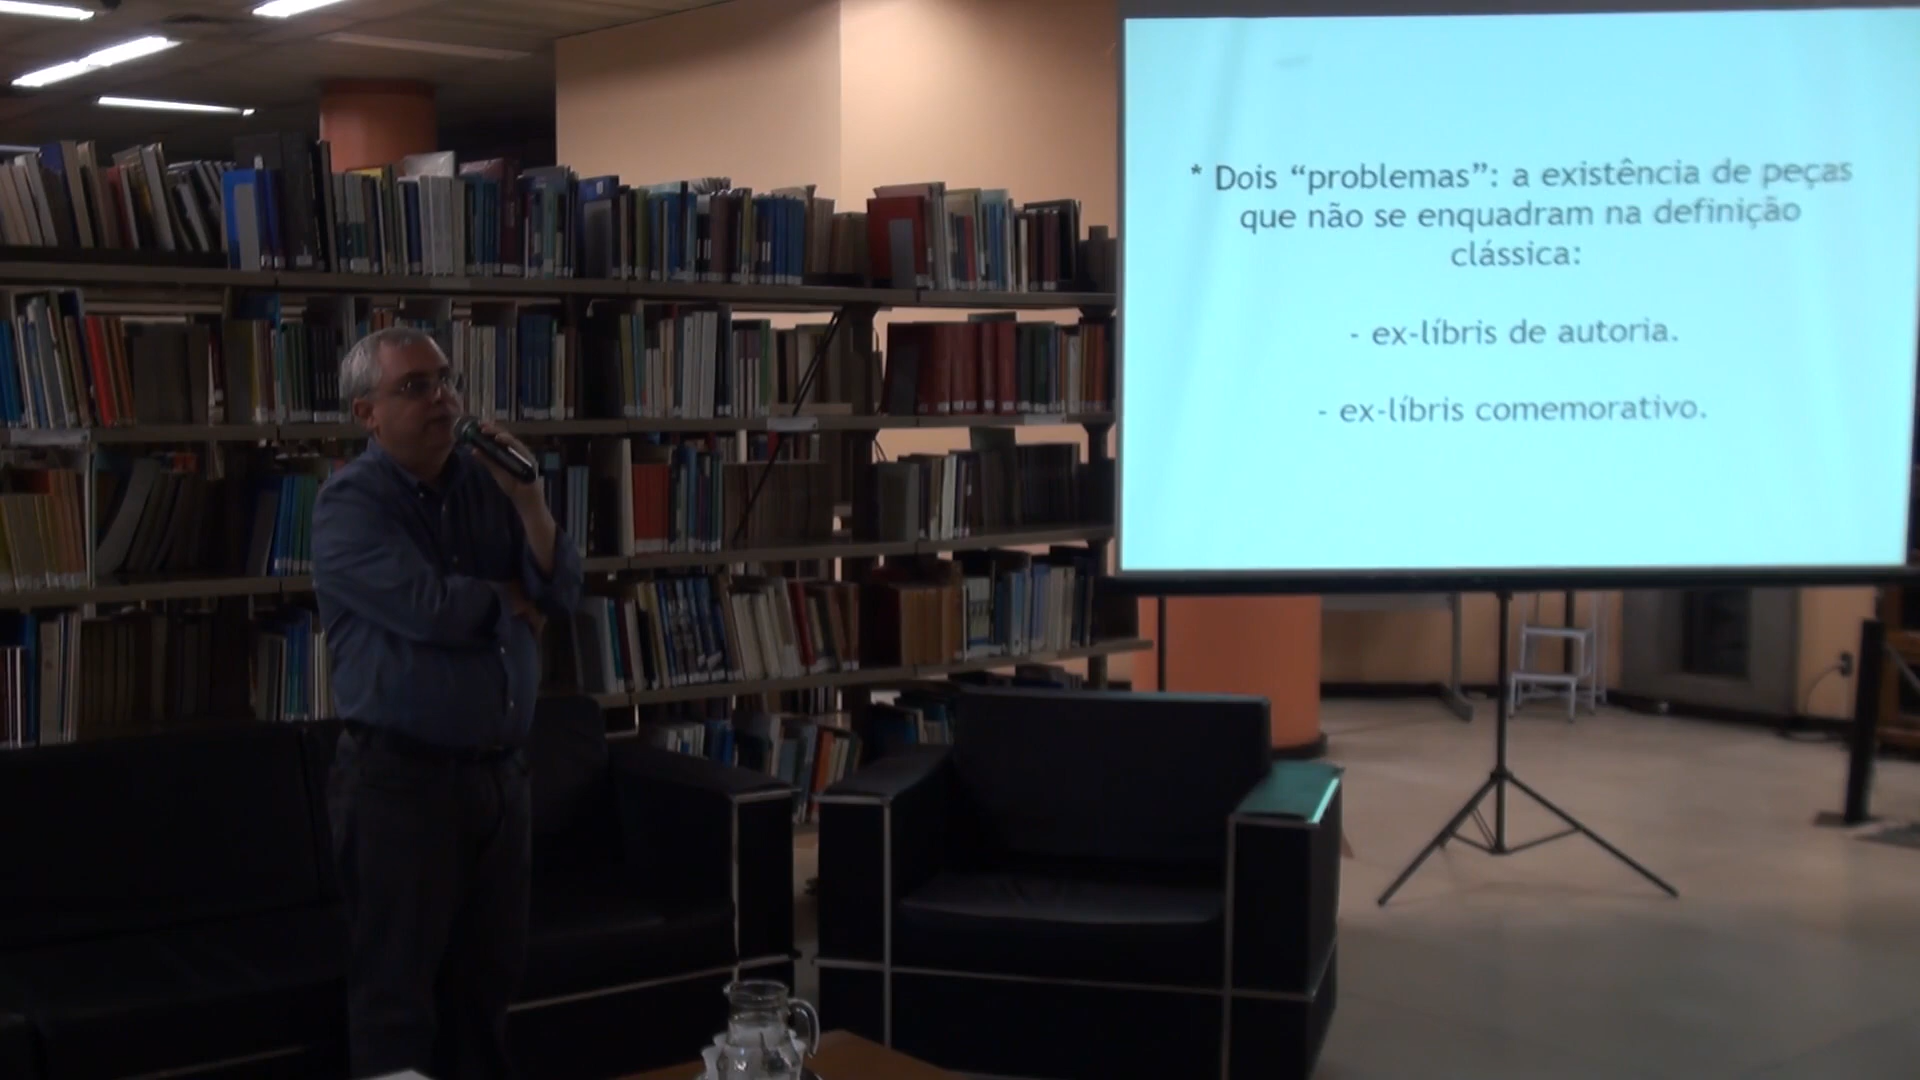 * Dois “problemas”: a existência de peças
que não se enquadram na definição
clássica:
- ex-líbris de autoria.
- ex-líbris comemorativo.